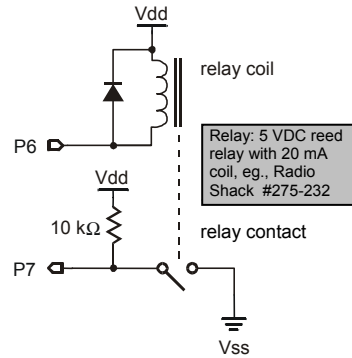 Vdd
relay coil
P6
Relay: 5 VDC reed
relay with 20 mA
coil, eg., Radio
Shack #275-232
Vdd
10 kΩ
relay contact
P7
Vss